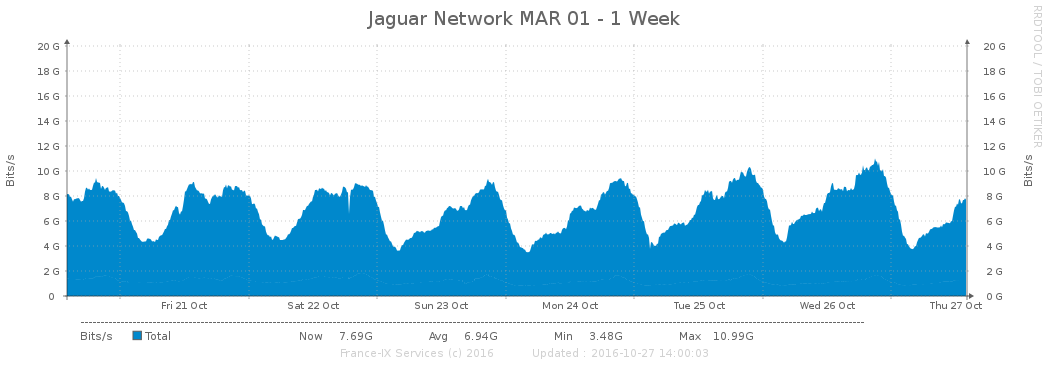 Jaguar Network MAR 01 - 1 Week
RRDTOOL / TOBI OETIKER
Bits/s
20 G 20 G
18 G 18 G
16 G 16 G
14 G 14 G
12 G 12 G
10 G 10 G
8 G 8 G
6 G 6 G
4 G 4 G
2 G 2 G
0 0 G
Bits/s
Fri 21 Oct Sat 22 Oct Sun 23 Oct Mon 24 Oct Tue 25 Oct Wed 26 Oct Thu 27 Oct
Bits/s Total Now 7.69G Avg 6.94G Min 3.48G Max 10.99G
France-IX Services (c) 2016 Updated : 2016-10-27 14:00:03